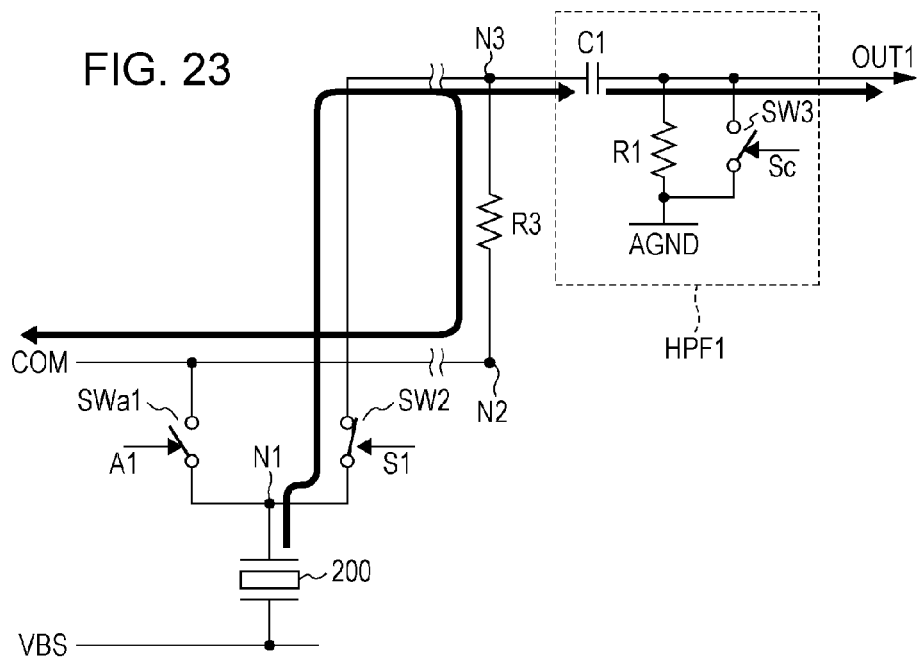 FIG. 23
N3
C1
OUT1
SW3
R1
Sc
R3
AGND
HPF1
COM
SWa1
SW2
N2
A1
N1
S1
200
VBS